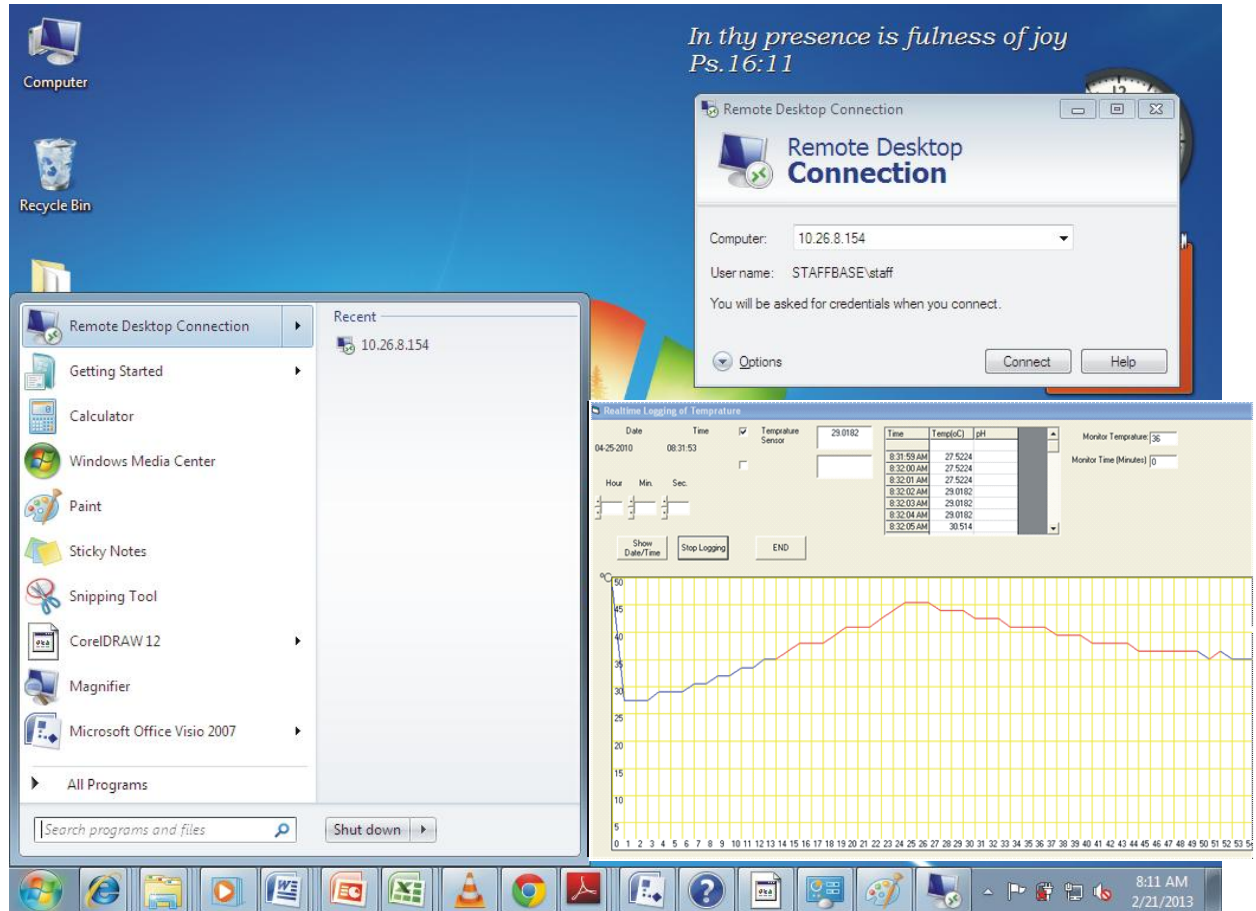 In thy presence is fulness of joy
Ps.16:11
Computer
Recycle Bin
Remote Desktop Connection
Remote Desktop
Connection
Computer: 10.26.8.154
User name: STAFFBASE\staff
You will be asked for credentials when you connect.
Options Connect Help
Remote Desktop Connection
Getting Started
Calculator
Windows Media Center
Paint
Sticky Notes
Snipping Tool
CorelDRAW 12
Magnifier
Microsoft Office Visio 2007
All Programs
Search programs and files
Recent
10.26.8.154
Shut down
Realtime Logging of Temprature
Date Time
04-25-2010 08:31:53
Hour Min. Sec.
Temprature
Sensor
29.0182
Time Temp(oC) pH
8:31:59 AM 27.5224
8:32:00 AM 27.5224
8:32:01 AM 27.5224
8:32:02 AM 29.0182
8:32:03 AM 29.0182
8:32:04 AM 29.0182
8:32:05 AM 30.514
Monitor Temprature: 36
Monitor Time (Minutes) 0
Show
Date/Time
Stop Logging
END
°C
50
45
40
35
30
25
20
15
10
5
0 1 2 3 4 5 6 7 8 9 10 11 12 13 14 15 16 17 18 19 20 21 22 23 24 25 26 27 28 29 30 31 32 33 34 35 36 37 38 39 40 41 42 43 44 45 46 47 48 49 50 51 52 53
8:11 AM
2/21/2013